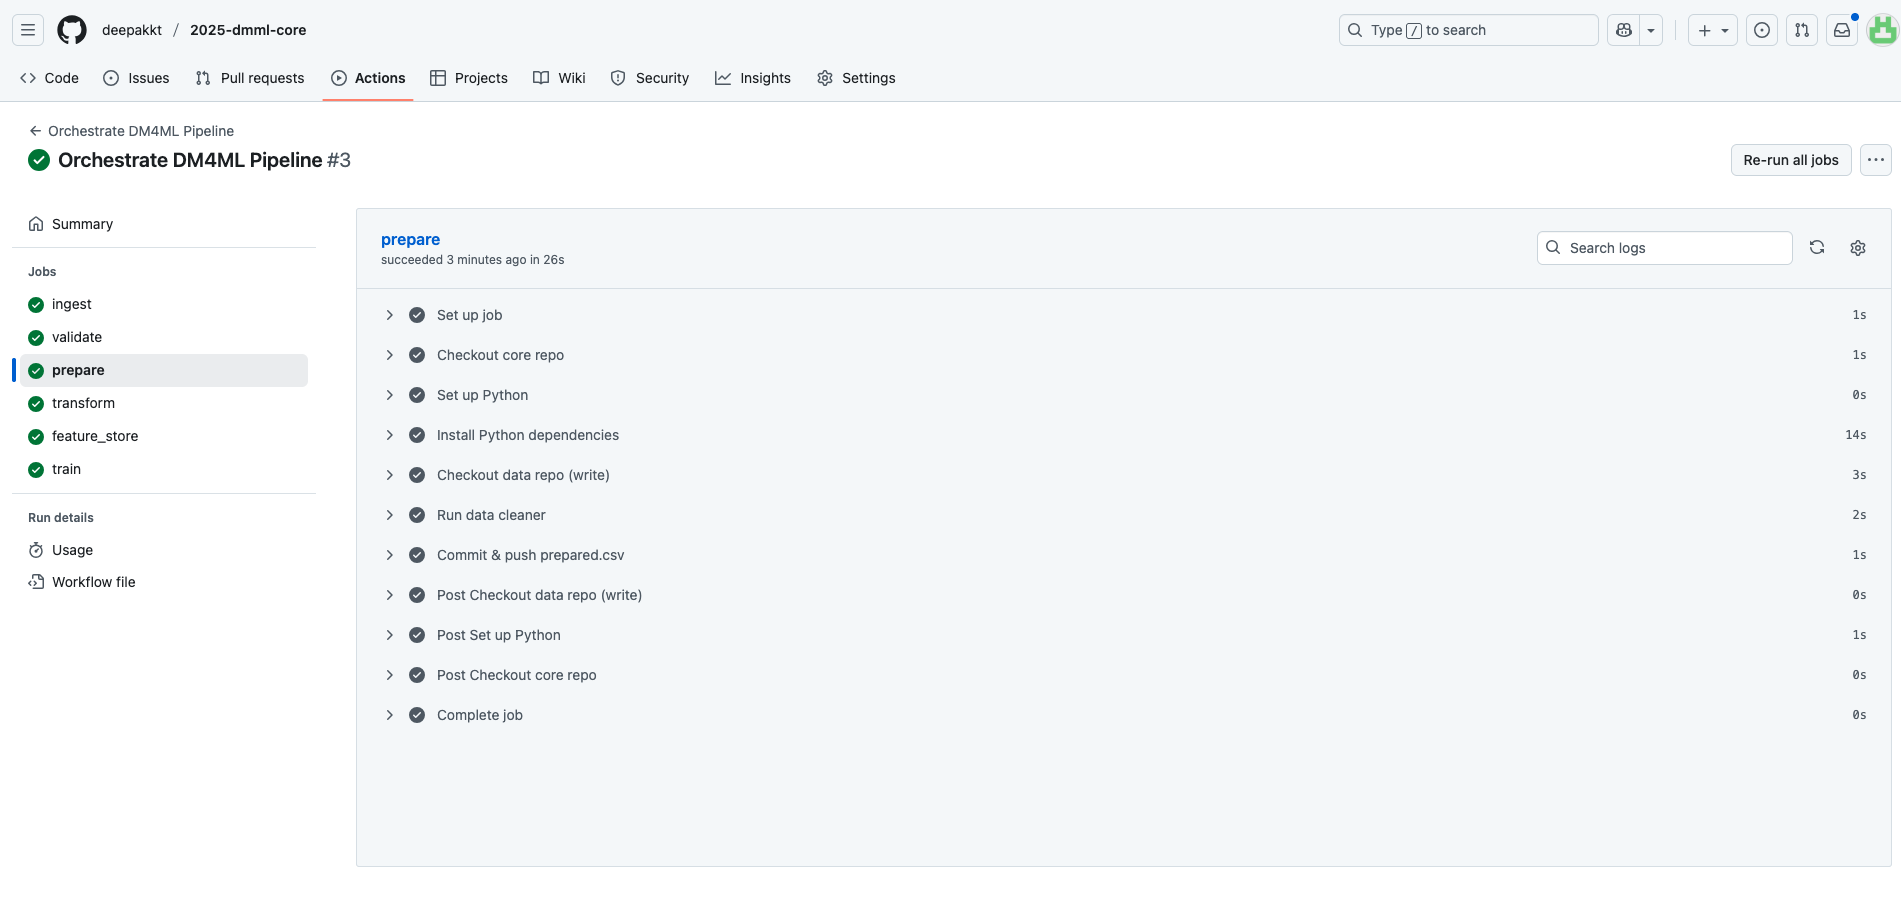 deepakkt / 2025-dmml-core
Type / to search
Code Issues Pull requests Actions Projects Wiki Security Insights Settings
Orchestrate DM4ML Pipeline
Orchestrate DM4ML Pipeline #3
Re-run all jobs
Summary
Jobs
ingest
validate
prepare
transform
feature_store
train
Run details
Usage
Workflow file
prepare
succeeded 3 minutes ago in 26s
Search logs
Set up job 1s
Checkout core repo 1s
Set up Python 0s
Install Python dependencies 14s
Checkout data repo (write) 3s
Run data cleaner 2s
Commit & push prepared.csv 1s
Post Checkout data repo (write) 0s
Post Set up Python 1s
Post Checkout core repo 0s
Complete job 0s